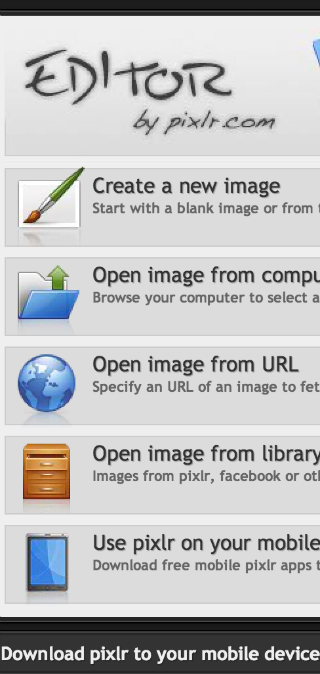 EDITOR
by pixlr.com
Create a new image
Start with a blank image or from
Open image from compu
Browse your computer to select a
Open image from URL
Specify an URL of an image to fet
Open image from library
Images from pixlr, facebook or ot
Use pixlr on your mobile
Download free mobile pixlr apps t
Download pixlr to your mobile device